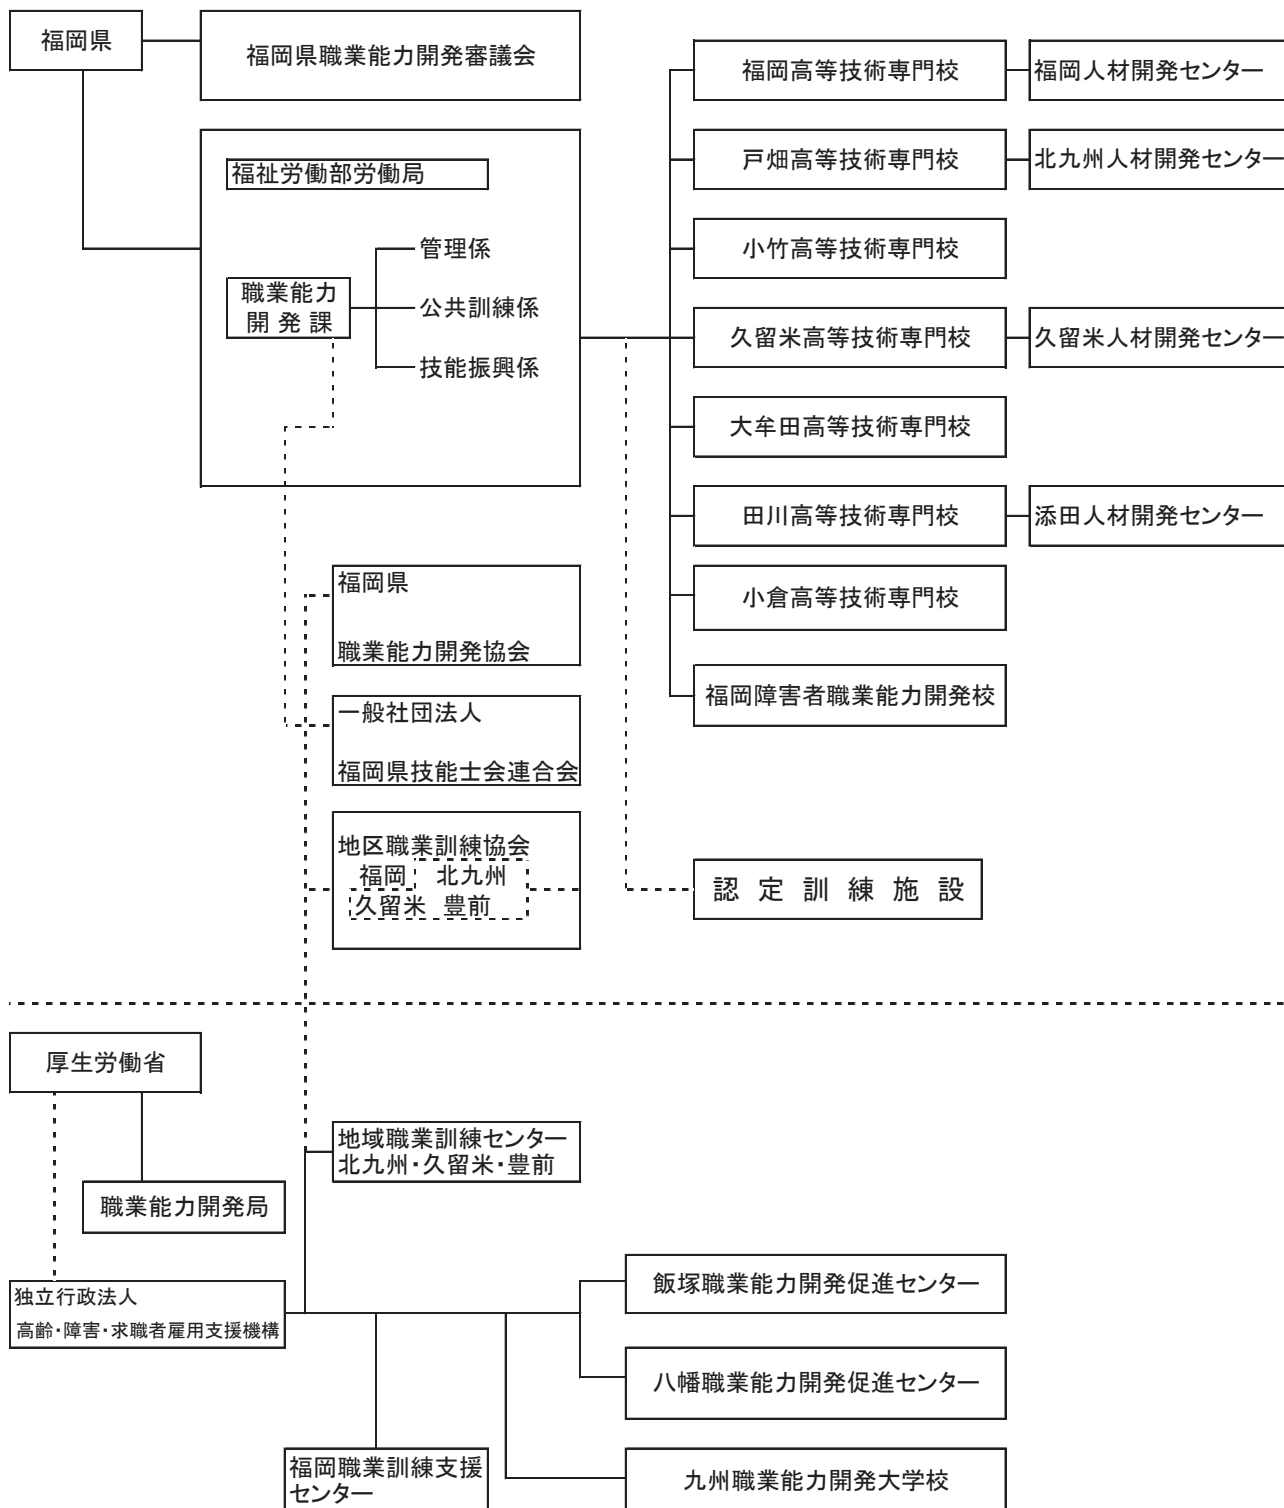 福岡県
福岡県職業能力開発審議会
福祉労働部労働局
職業能力
開発課
管理係
公共訓練係
技能振興係
福岡高等技術専門校
福岡人材開発センター
戸畑高等技術専門校
北九州人材開発センター
小竹高等技術専門校
久留米高等技術専門校
久留米人材開発センター
大牟田高等技術専門校
田川高等技術専門校
添田人材開発センター
小倉高等技術専門校
福岡障害者職業能力開発校
福岡県
職業能力開発協会
一般社団法人
福岡県技能士会連合会
地区職業訓練協会
福岡 北九州
久留米 豊前
認定訓練施設
厚生労働省
職業能力開発局
独立行政法人
高齢・障害・求職者雇用支援機構
地域職業訓練センター
北九州・久留米・豊前
飯塚職業能力開発促進センター
八幡職業能力開発促進センター
福岡職業訓練支援
センター
九州職業能力開発大学校